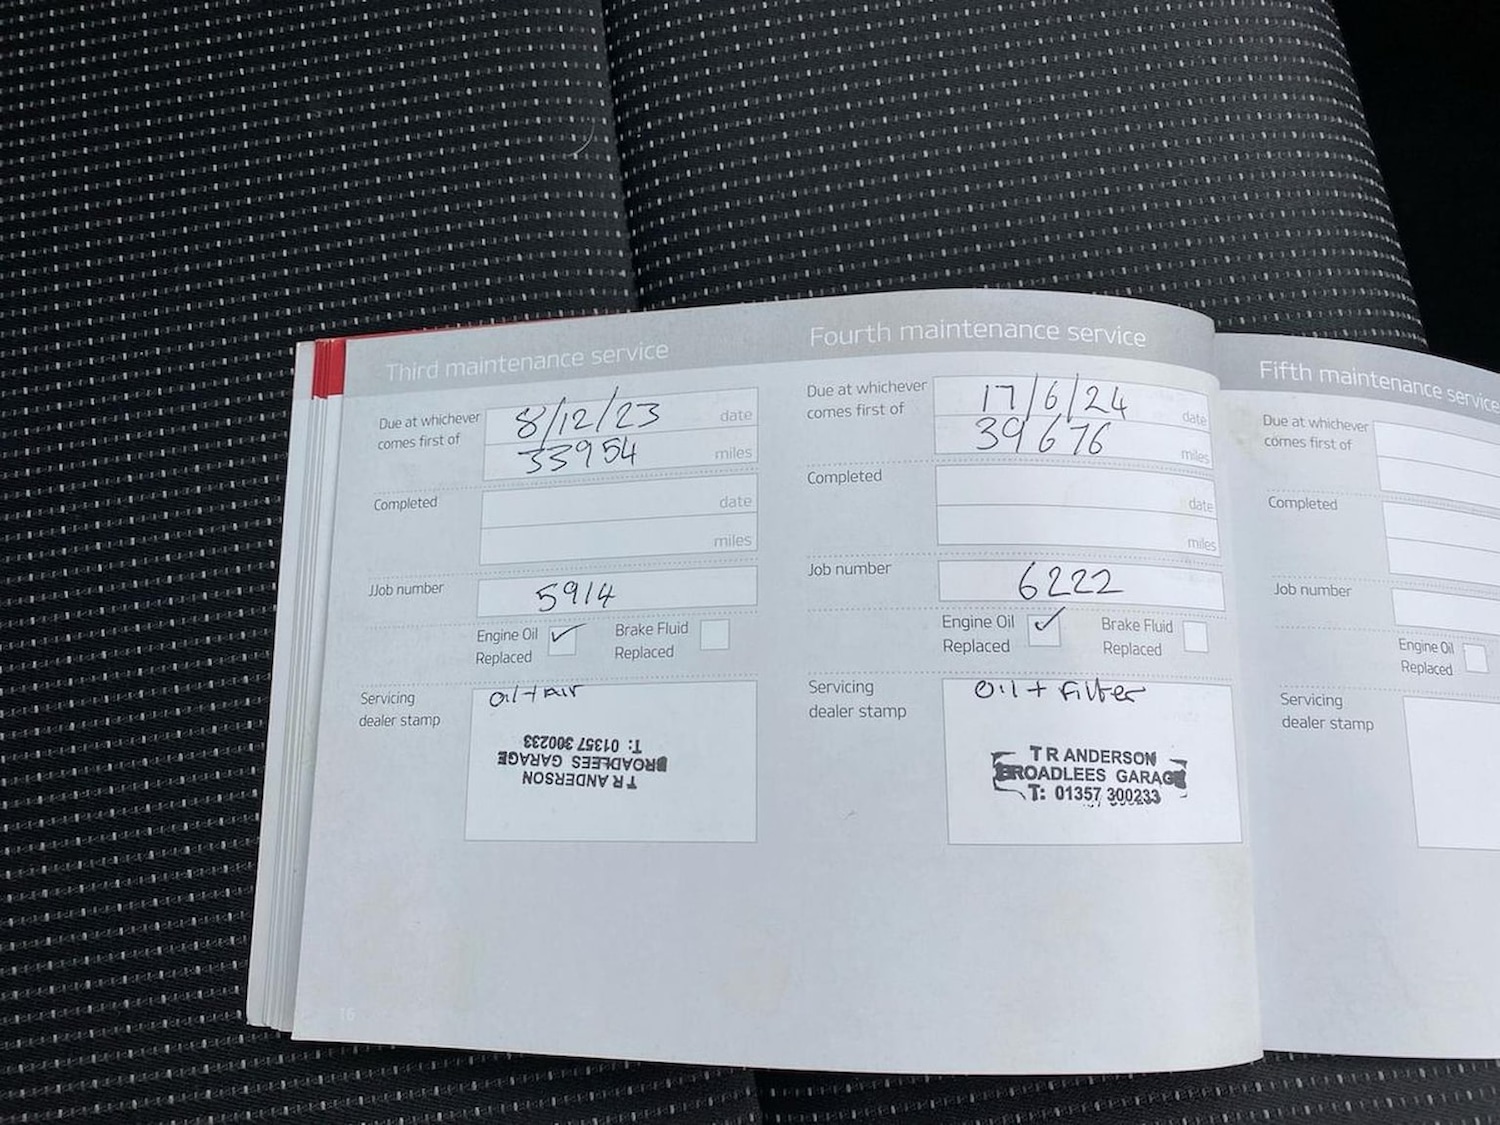 Third maintenance service
Due at whichever
comes first of
8/12/23 date
33954 miles
Completed
date
miles
JJob number
5914
Engine Oil
Replaced
✓
Brake Fluid
Replaced
Servicing
dealer stamp
oil + air
T R ANDERSON
BROADLEES GARAGE
T: 01357 300233
16
Fourth maintenance service
Due at whichever
comes first of
17/6/24 date
39676 miles
Completed
date
miles
Job number
6222
Engine Oil
Replaced
✓
Brake Fluid
Replaced
Servicing
dealer stamp
oil + filter
T R ANDERSON
BROADLEES GARAGE
T: 01357 300233
Fifth maintenance service
Due at whichever
comes first of
Completed
Job number
Engine Oil
Replaced
Servicing
dealer stamp